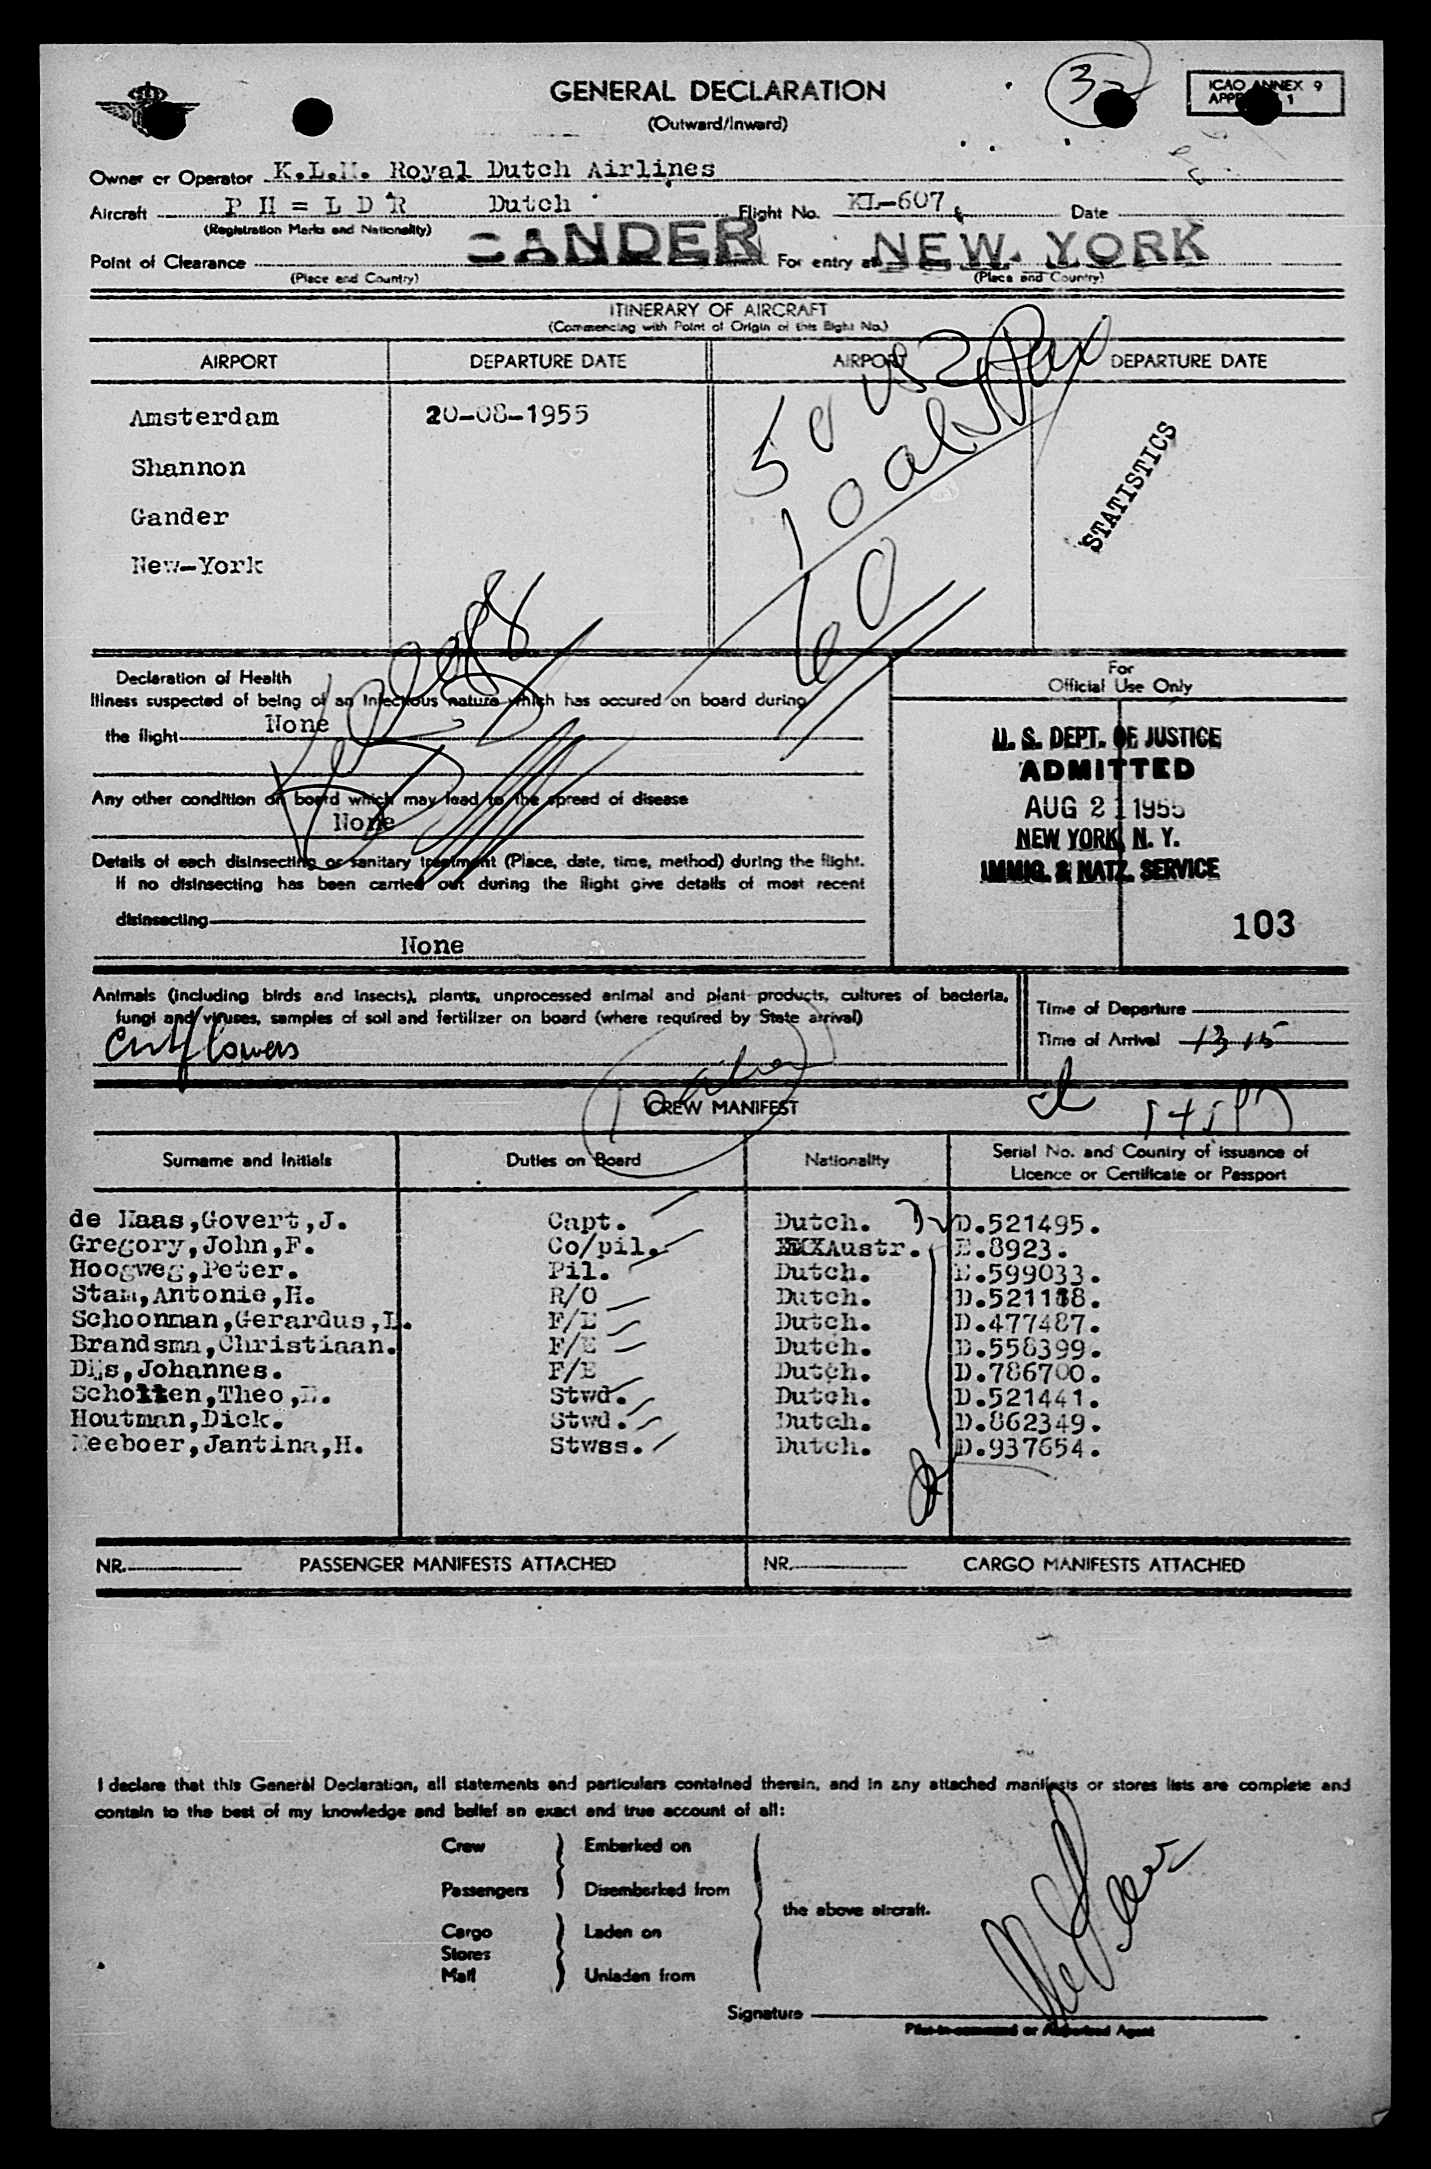 GENERAL DECLARATION
(Outward/Inward)
3
ICAO ANNEX 9
1
Owner or Operator K.L.M. Royal Dutch Airlines
Aircraft P H = L D R Dutch Flight No. KL-607 Date
(Registration Marks and Nationality)
Point of Clearance GANDER For entry at NEW YORK
(Place and Country) (Place and Country)
ITINERARY OF AIRCRAFT
(Commencing with Point of Origin of this flight No.)
AIRPORT DEPARTURE DATE AIRPORT DEPARTURE DATE
Amsterdam 20-08-1955
Shannon
Gander
New-York
50 US Pax
10 alien
60
STATISTICS
Declaration of Health
Illness suspected of being of an infectious nature which has occured on board during
the flight None
Any other condition on board which may lead to the spread of disease
None
Details of each disinsecting or sanitary treatment (Place, date, time, method) during the flight.
If no disinsecting has been carried out during the flight give details of most recent
disinsecting
None
For
Official Use Only
U. S. DEPT. OF JUSTICE
ADMITTED
AUG 21 1955
NEW YORK, N. Y.
IMMIG. & NATZ. SERVICE
103
Animals (including birds and insects), plants, unprocessed animal and plant products, cultures of bacteria,
fungi and viruses, samples of soil and fertilizer on board (where required by State arrival)
Cutflowers
Time of Departure
Time of Arrival 13 15
CREW MANIFEST
Surname and Initials Duties on Board Nationality Serial No. and Country of issuance of
Licence or Certificate or Passport
de Haas,Govert,J. Capt. Dutch. D.521495.
Gregory,John,F. Co/pil. Austr. E.8923.
Hoogweg,Peter. Pil. Dutch. E.599033.
Stam,Antonie,H. R/O Dutch. D.521188.
Schoonman,Gerardus,L. F/E Dutch. D.477487.
Brandsma,Christiaan. F/E Dutch. D.558399.
Dijs,Johannes. F/E Dutch. D.786700.
Scholten,Theo, Stwd. Dutch. D.521441.
Houtman,Dick. Stwd. Dutch. D.862349.
Meeboer,Jantina,H. Stwss. Dutch. D.937654.
NR. PASSENGER MANIFESTS ATTACHED NR. CARGO MANIFESTS ATTACHED
I declare that this General Declaration, all statements and particulars contained therein, and in any attached manifests or stores lists are complete and
contain to the best of my knowledge and belief an exact and true account of all:
Crew Embarked on
Passengers Disembarked from
the above aircraft.
Cargo Laden on
Stores
Mail Unladen from
Signature
Pilot-in-command or Authorized Agent